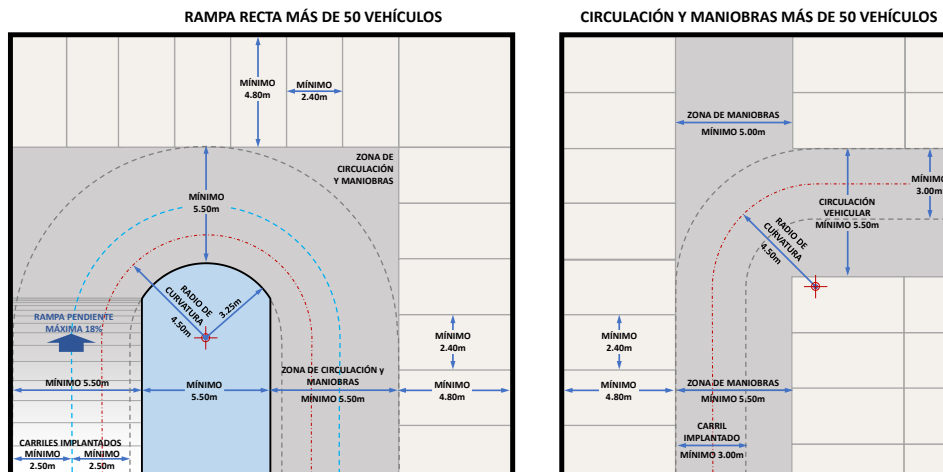 RAMPA RECTA MÁS DE 50 VEHÍCULOS
MÍNIMO
4.80m
MÍNIMO
2.40m
ZONA DE
CIRCULACIÓN
Y MANIOBRAS
MÍNIMO
5.50m
RADIO DE
CURVATURA
4.50m
3.25m
RAMPA PENDIENTE
MÁXIMA 18%
MÍNIMO
2.40m
MÍNIMO 5.50m
MÍNIMO
5.50m
ZONA DE CIRCULACIÓN y
MANIOBRAS
MÍNIMO 5.50m
MÍNIMO
4.80m
CARRILES IMPLANTADOS
MÍNIMO
2.50m
MÍNIMO
2.50m
CIRCULACIÓN Y MANIOBRAS MÁS DE 50 VEHÍCULOS
ZONA DE MANIOBRAS
MÍNIMO 5.00m
MÍNIMO
3.00m
CIRCULACIÓN
VEHICULAR
MÍNIMO 5.50m
RADIO DE
CURVATURA
4.50m
MÍNIMO
2.40m
MÍNIMO
4.80m
ZONA DE MANIOBRAS
MÍNIMO 5.50m
CARRIL
IMPLANTADO
MÍNIMO 3.00m